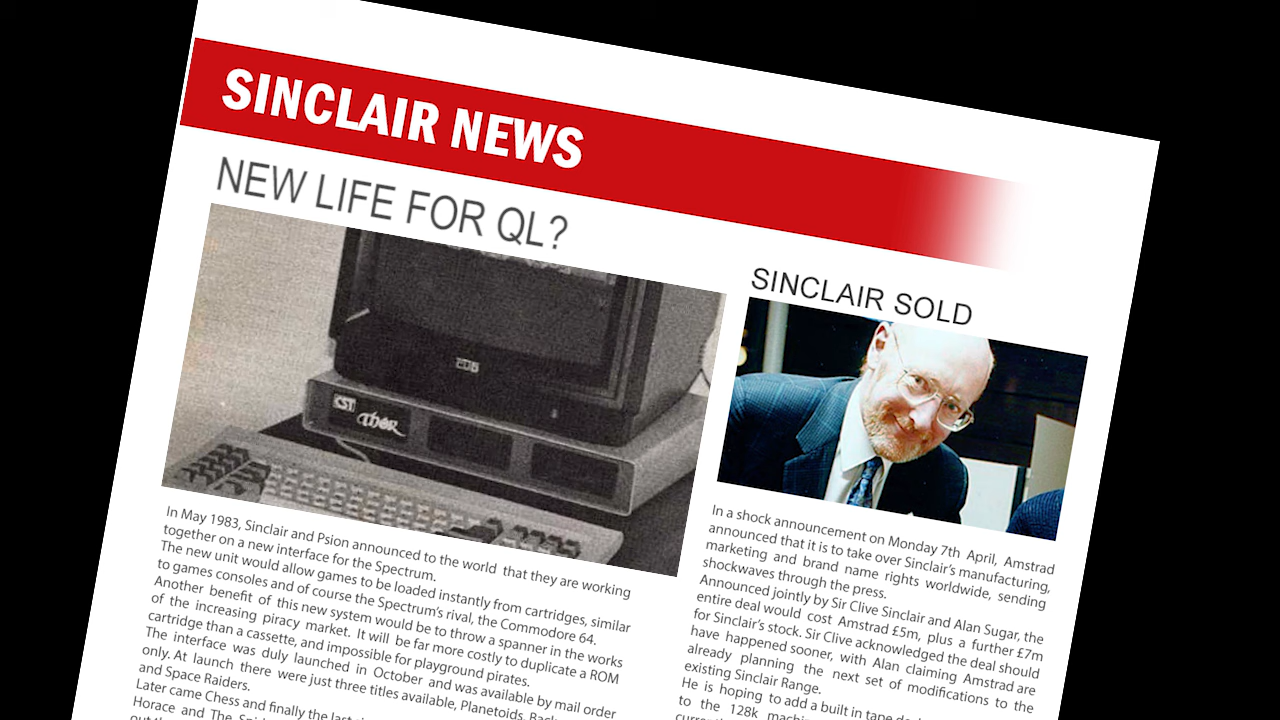 SINCLAIR NEWS
NEW LIFE FOR QL?
CST
Thor
In May 1983, Sinclair and Psion announced to the world that they are working
together on a new interface for the Spectrum.
The new unit would allow games to be loaded instantly from cartridges, similar
to games consoles and of course the Spectrum's rival, the Commodore 64.
Another benefit of this new system would be to throw a spanner in the works
of the increasing piracy market. It will be far more costly to duplicate a ROM
cartridge than a cassette, and impossible for playground pirates.
The interface was duly launched in October and was available by mail order
only. At launch there were just three titles available, Planetoids,
and Space Raiders.
Later came Chess and finally the last
Horace and The
SINCLAIR SOLD
In a shock announcement on Monday 7th April, Amstrad
announced that it is to take over Sinclair's manufacturing,
marketing and brand name rights worldwide, sending
shockwaves through the press.
Announced jointly by Sir Clive Sinclair and Alan Sugar, the
entire deal would cost Amstrad £5m, plus a further £7m
for Sinclair's stock. Sir Clive acknowledged the deal should
have happened sooner, with Alan claiming Amstrad are
already planning the next set of modifications to the
existing Sinclair Range.
He is hoping to add a built in tape
to the 128k